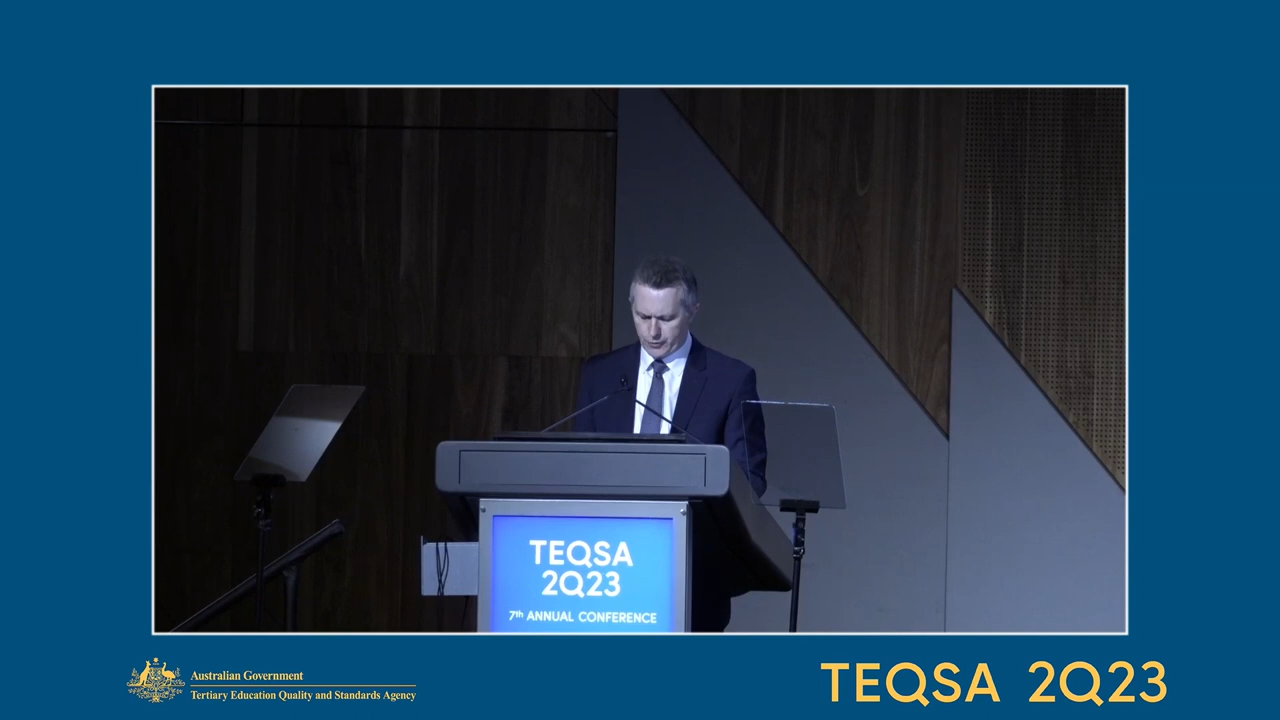 TEQSA
2Q23
7th ANNUAL CONFERENCE
Australian Government
Tertiary Education Quality and Standards Agency
TEQSA 2Q23